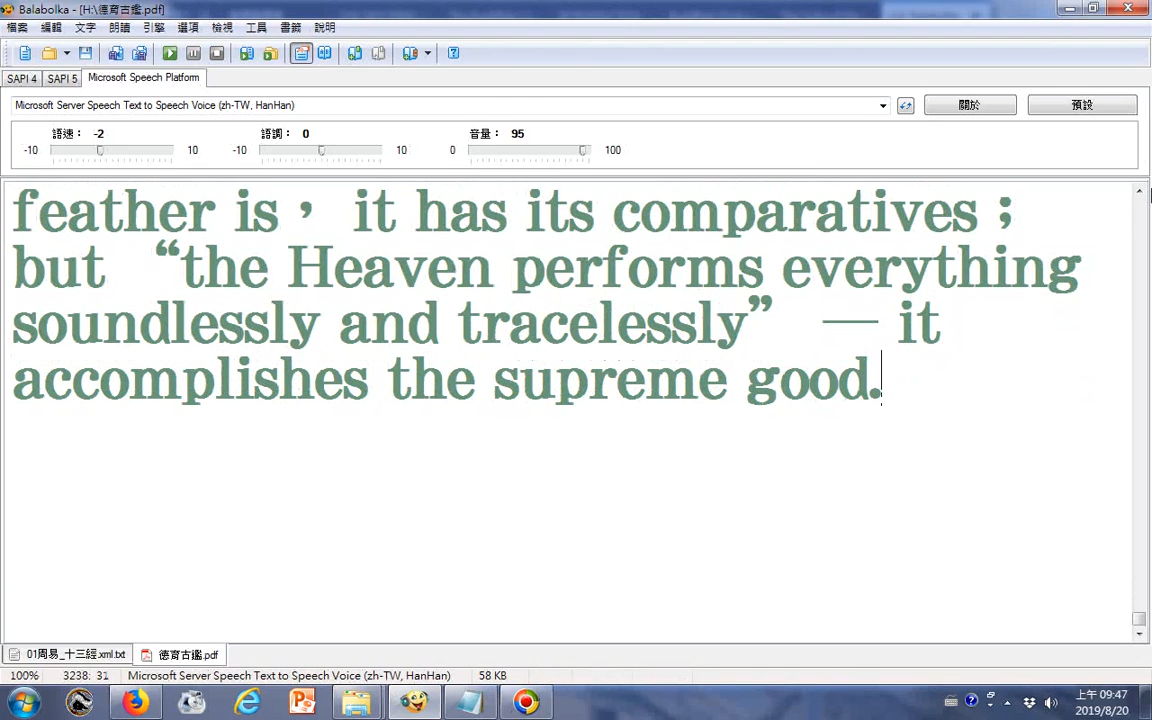 Balabolka - [H:\德育古鑑.pdf]
檔案 編輯 文字 朗讀 引擎 選項 檢視 工具 書籤 說明
SAPI 4 SAPI 5 Microsoft Speech Platform
Microsoft Server Speech Text to Speech Voice (zh-TW, HanHan) 關於 預設
語速： -2 語調： 0 音量： 95
-10 10 -10 10 0 100
feather is， it has its comparatives；
but “the Heaven performs everything
soundlessly and tracelessly” — it
accomplishes the supreme good.
01周易_十三經.xml.txt 德育古鑑.pdf
100% 3238: 31 Microsoft Server Speech Text to Speech Voice (zh-TW, HanHan) 58 KB
上午 09:47
2019/8/20